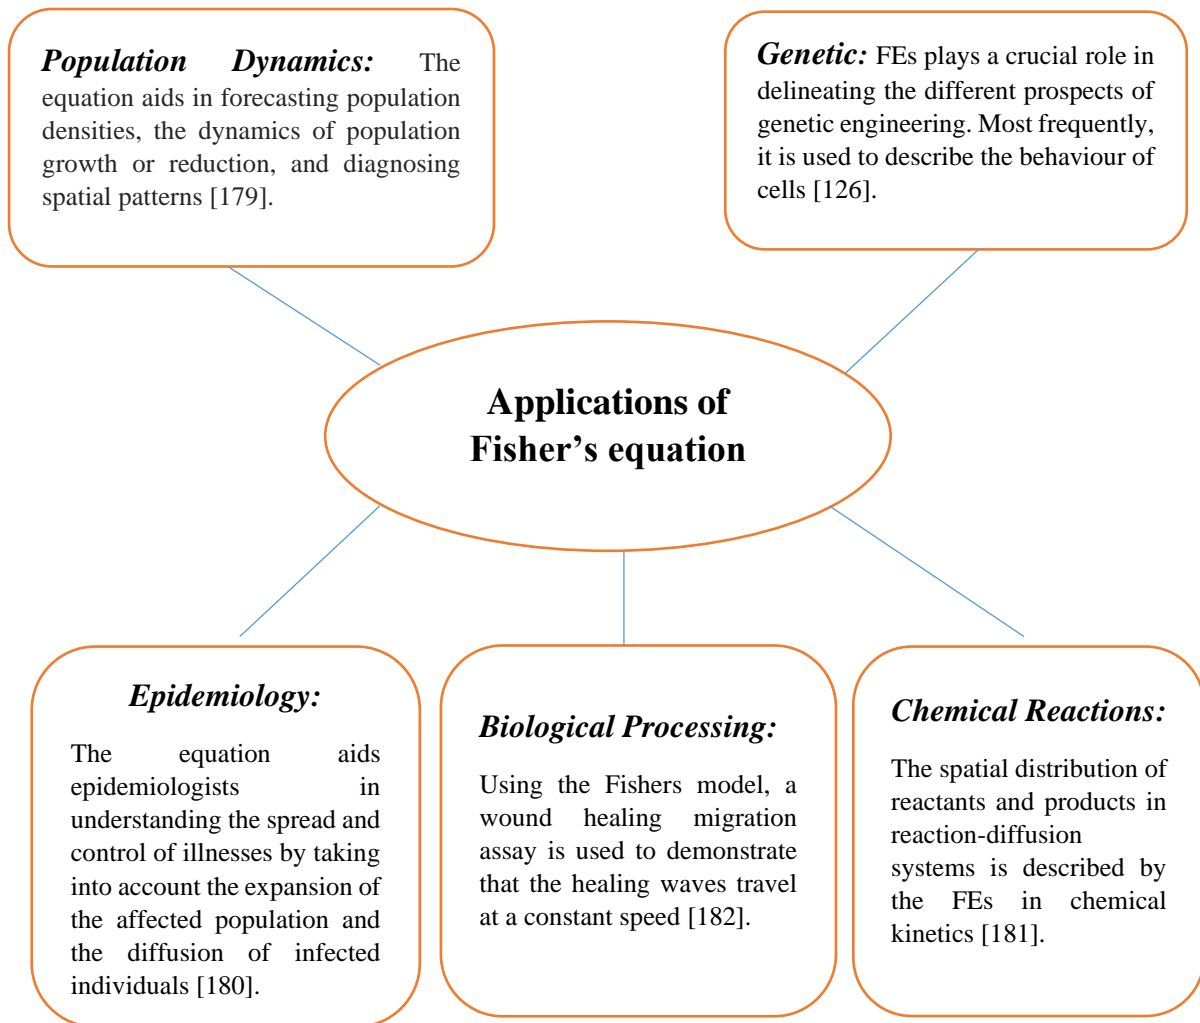 Population Dynamics: The
equation aids in forecasting population
densities, the dynamics of population
growth or reduction, and diagnosing
spatial patterns [179].
Genetic: FEs plays a crucial role in
delineating the different prospects of
genetic engineering. Most frequently,
it is used to describe the behaviour of
cells [126].
Applications of
Fisher’s equation
Epidemiology:
The equation aids
epidemiologists in
understanding the spread and
control of illnesses by taking
into account the expansion of
the affected population and
the diffusion of infected
individuals [180].
Biological Processing:
Using the Fishers model, a
wound healing migration
assay is used to demonstrate
that the healing waves travel
at a constant speed [182].
Chemical Reactions:
The spatial distribution of
reactants and products in
reaction-diffusion
systems is described by
the FEs in chemical
kinetics [181].